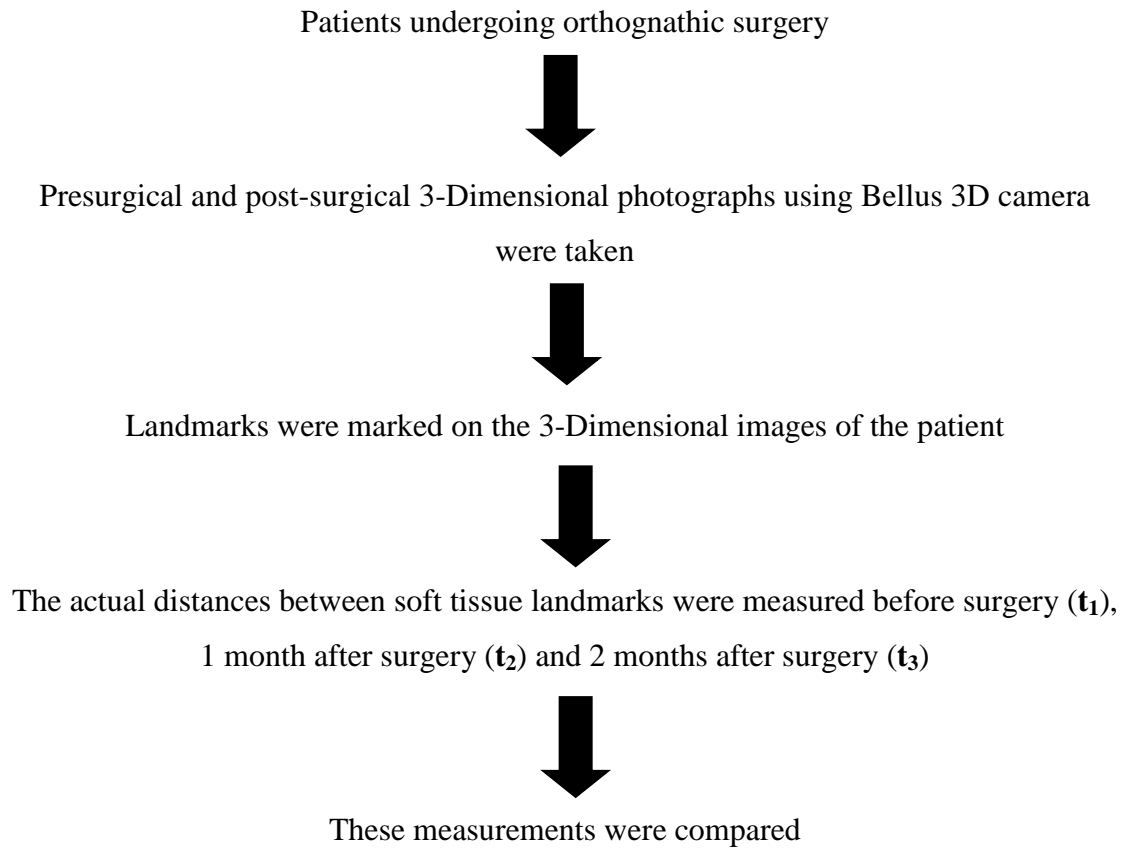 Patients undergoing orthognathic surgery
Presurgical and post-surgical 3-Dimensional photographs using Bellus 3D camera
were taken
Landmarks were marked on the 3-Dimensional images of the patient
The actual distances between soft tissue landmarks were measured before surgery (t₁),
1 month after surgery (t₂) and 2 months after surgery (t₃)
These measurements were compared